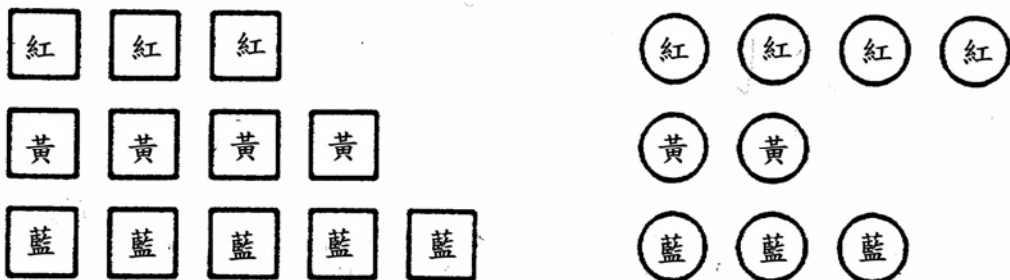 紅 紅 紅 紅 紅 紅 紅
黃 黃 黃 黃 黃 黃
藍 藍 藍 藍 藍 藍 藍 藍